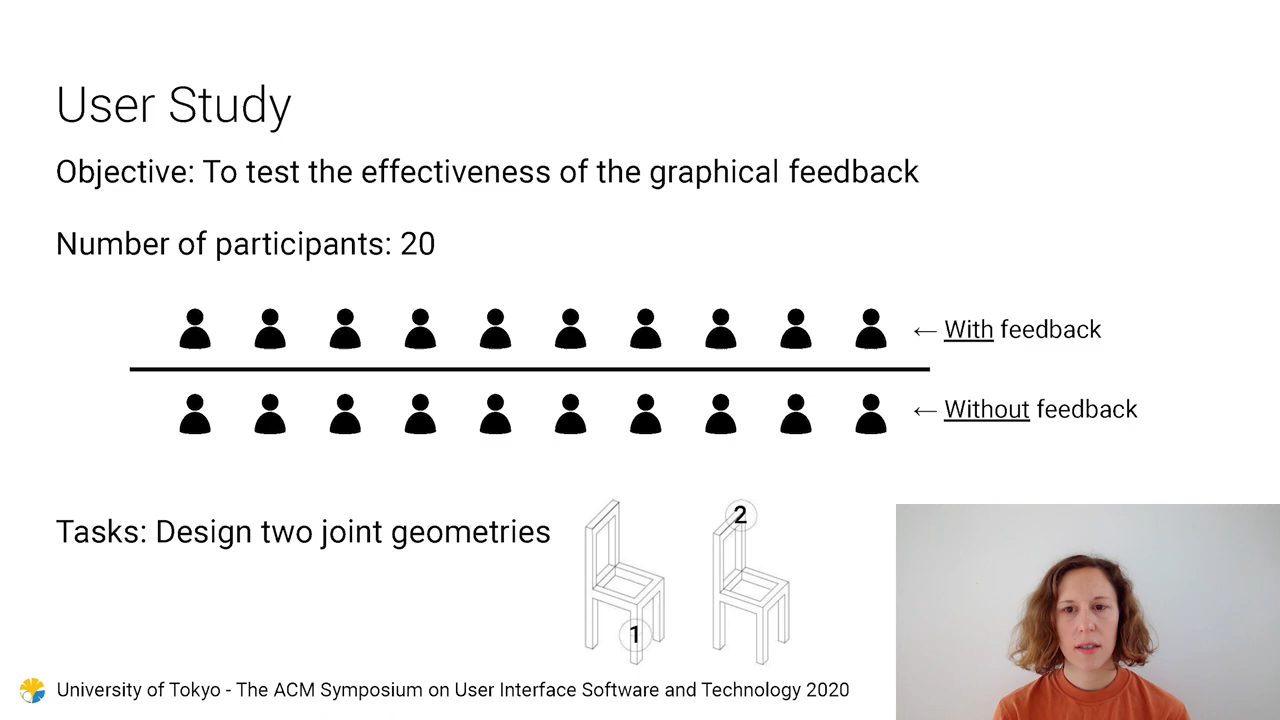 User Study
Objective: To test the effectiveness of the graphical feedback
Number of participants: 20
← With feedback
← Without feedback
Tasks: Design two joint geometries
1
2
University of Tokyo - The ACM Symposium on User Interface Software and Technology 2020